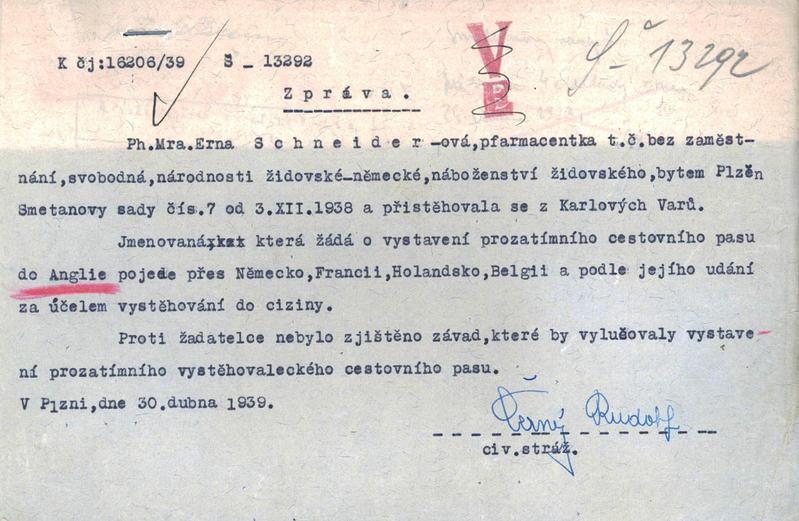 K čj:16206/39   Š _ 13292
V
B
Š- 13292
Zpráva.
Ph.Mra.Erna Schneider-ová,pfarmacentka t.č.bez zaměst-
nání,svobodná,národnosti židovské-německé,náboženství židovského,bytem Plzěn
Smetanovy sady čís.7 od 3.XII.1938 a přistěhovala se z Karlových Varů.
Jmenovaná, která žádá o vystavení prozatímního cestovního pasu
do Anglie pojede přes Německo,Francii,Holandsko,Belgii a podle jejího udání
za účelem vystěhování do ciziny.
Proti žadatelce nebylo zjištěno závad,které by vylučovaly vystave-
ní prozatímního vystěhovaleckého cestovního pasu.
V Plzni,dne 30.dubna 1939.
Černý Rudolf
civ.stráž.